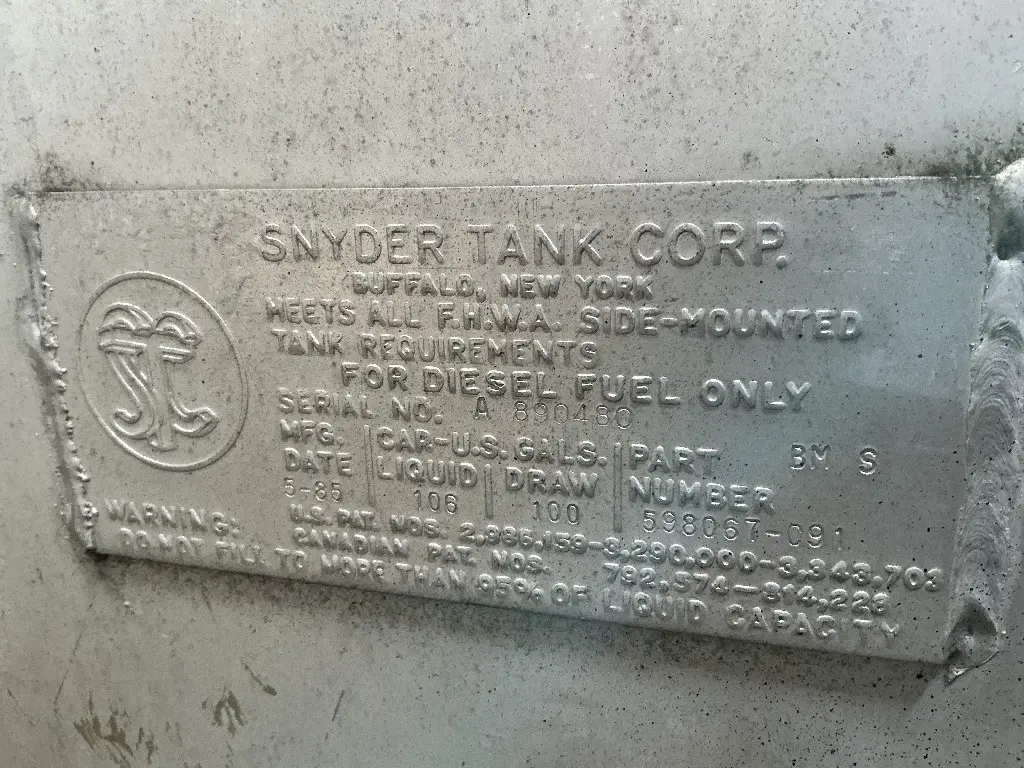 SNYDER TANK CORP.
BUFFALO, NEW YORK
MEETS ALL F.H.W.A. SIDE-MOUNTED
TANK REQUIREMENTS
FOR DIESEL FUEL ONLY
SERIAL NO. A 890480
MFG. CAR-U.S. GALS. PART BM S
DATE LIQUID DRAW NUMBER
5-85 106 100 598067-091
U.S. PAT. NOS. 2,986,159-3,290,000-3,343,703
CANADIAN PAT. NOS. 792,574-814,223
WARNING:
DO NOT FILL TO MORE THAN 95% OF LIQUID CAPACITY